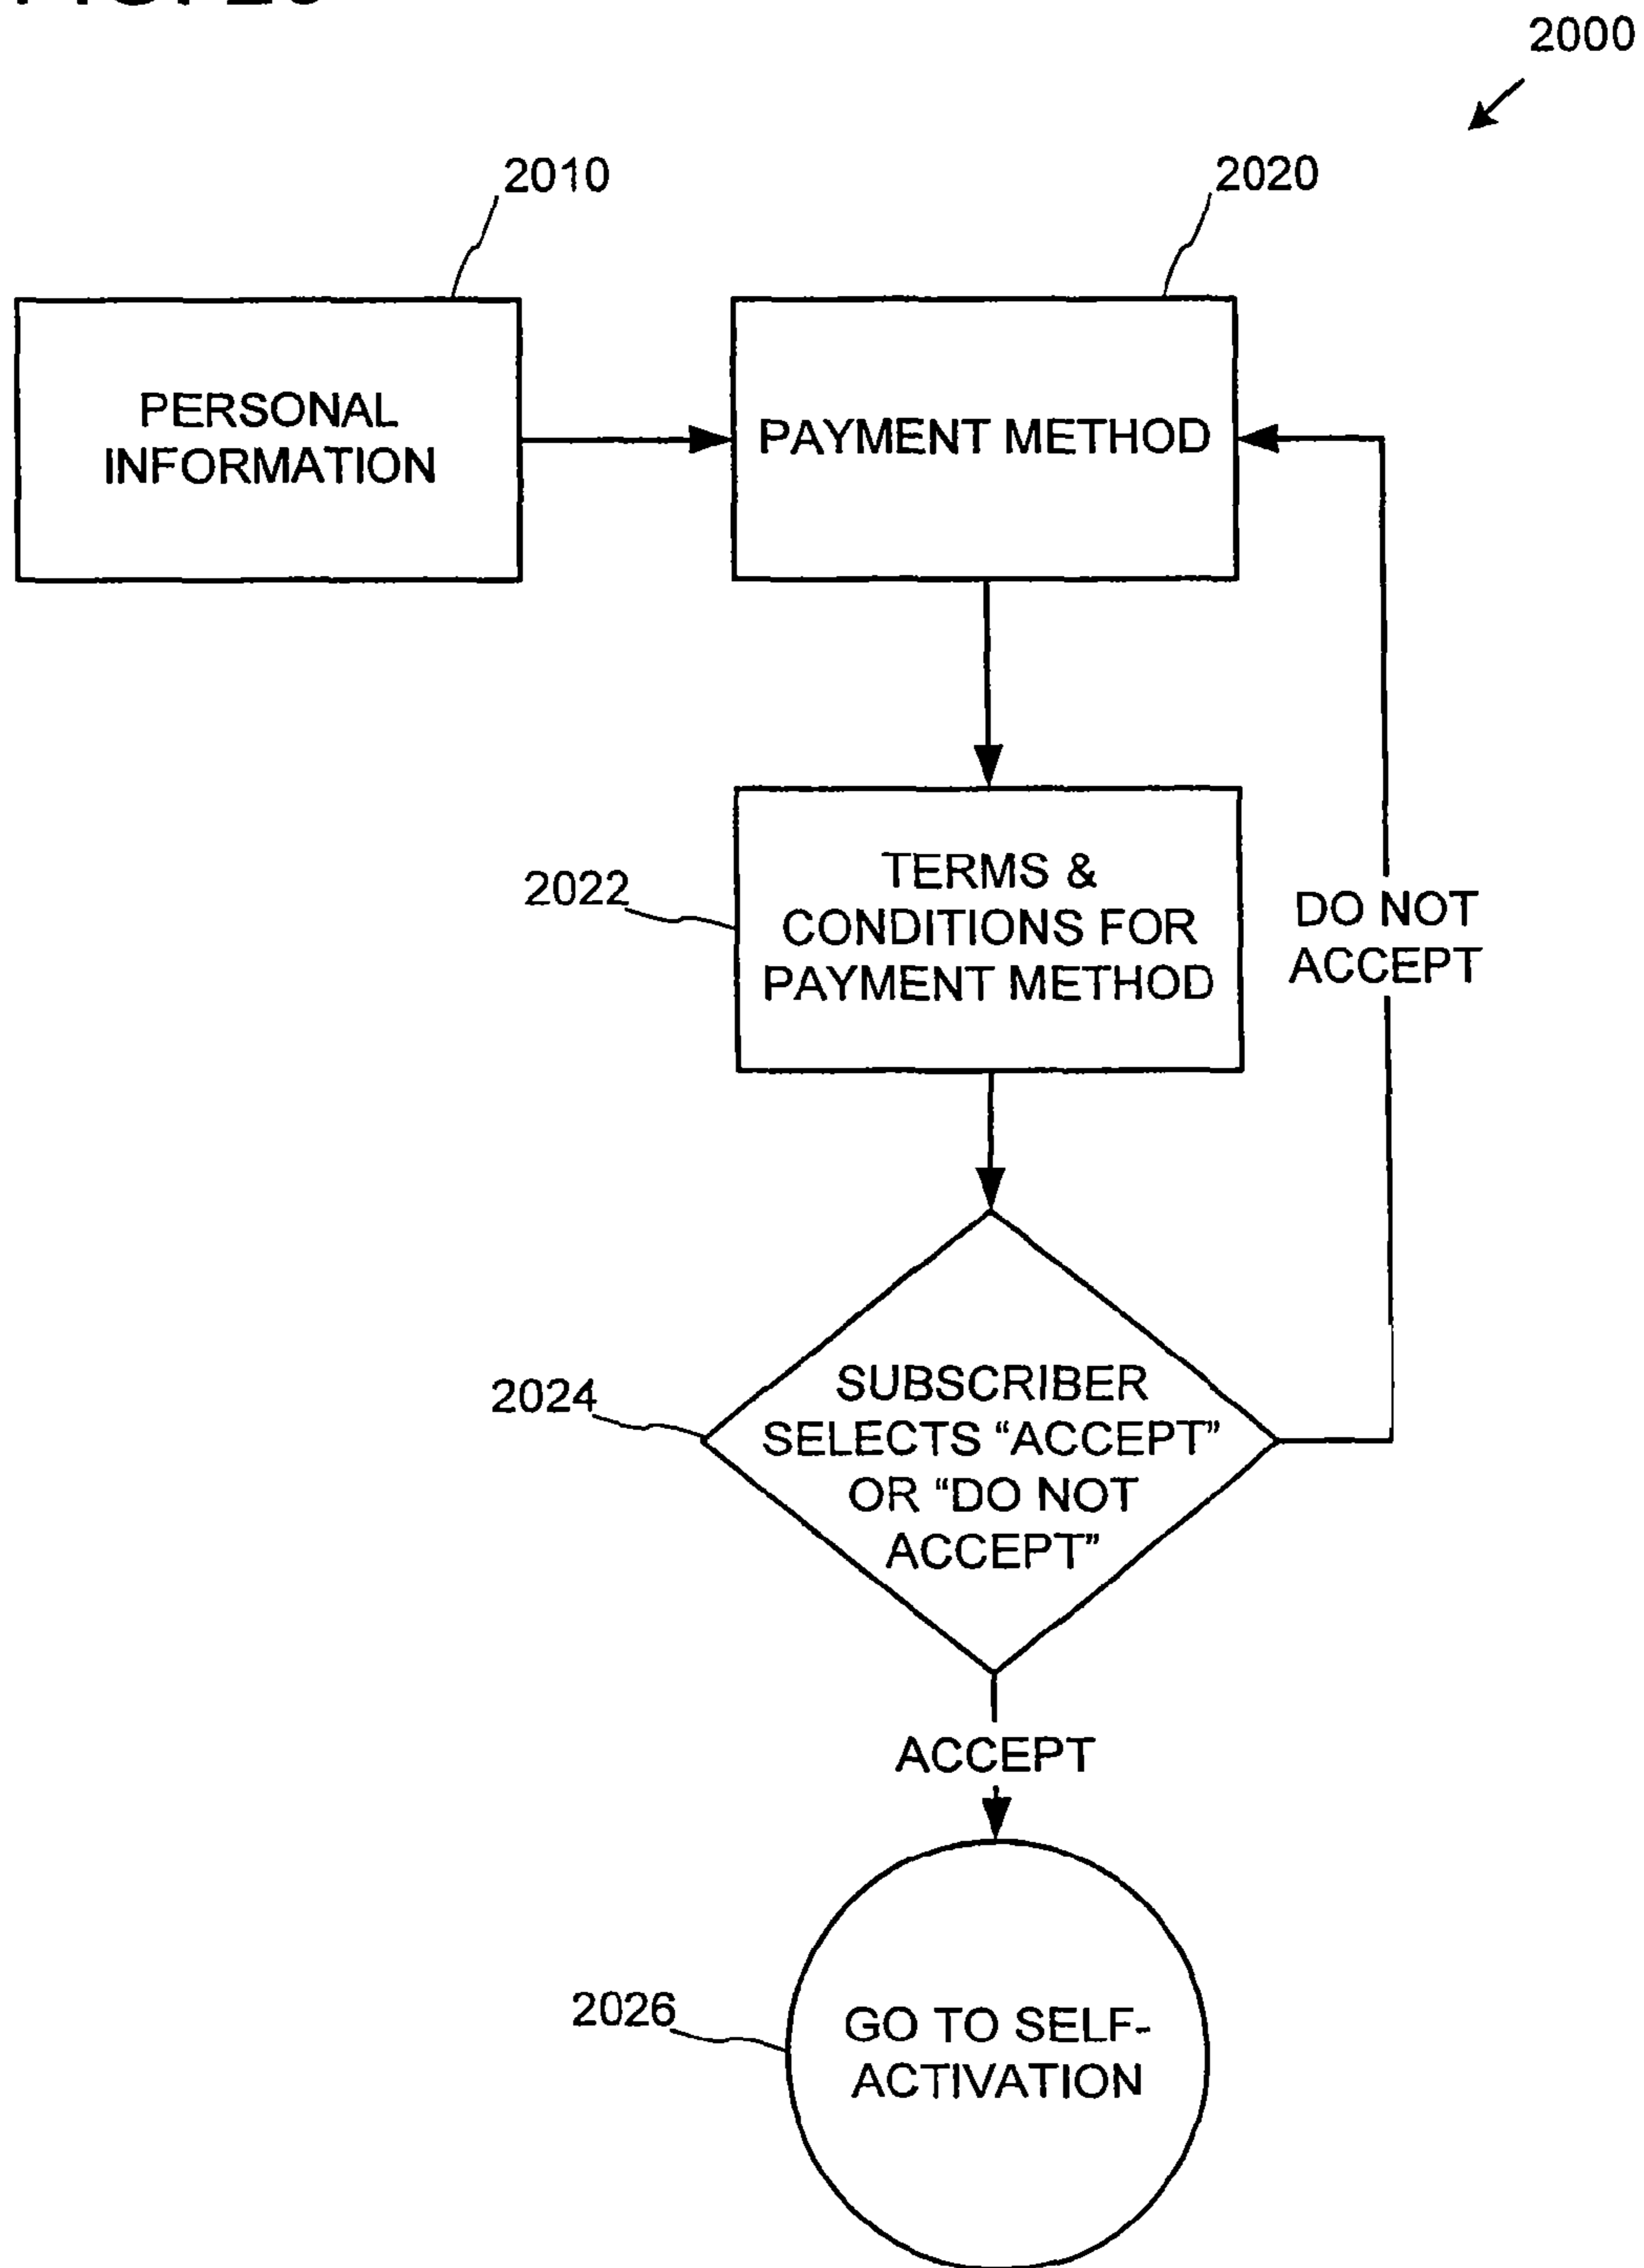 2000
2010
2020
PERSONAL
INFORMATION
PAYMENT METHOD
2022
TERMS &
CONDITIONS FOR
PAYMENT METHOD
DO NOT
ACCEPT
2024
SUBSCRIBER
SELECTS “ACCEPT”
OR “DO NOT
ACCEPT”
ACCEPT
2026
GO TO SELF-
ACTIVATION